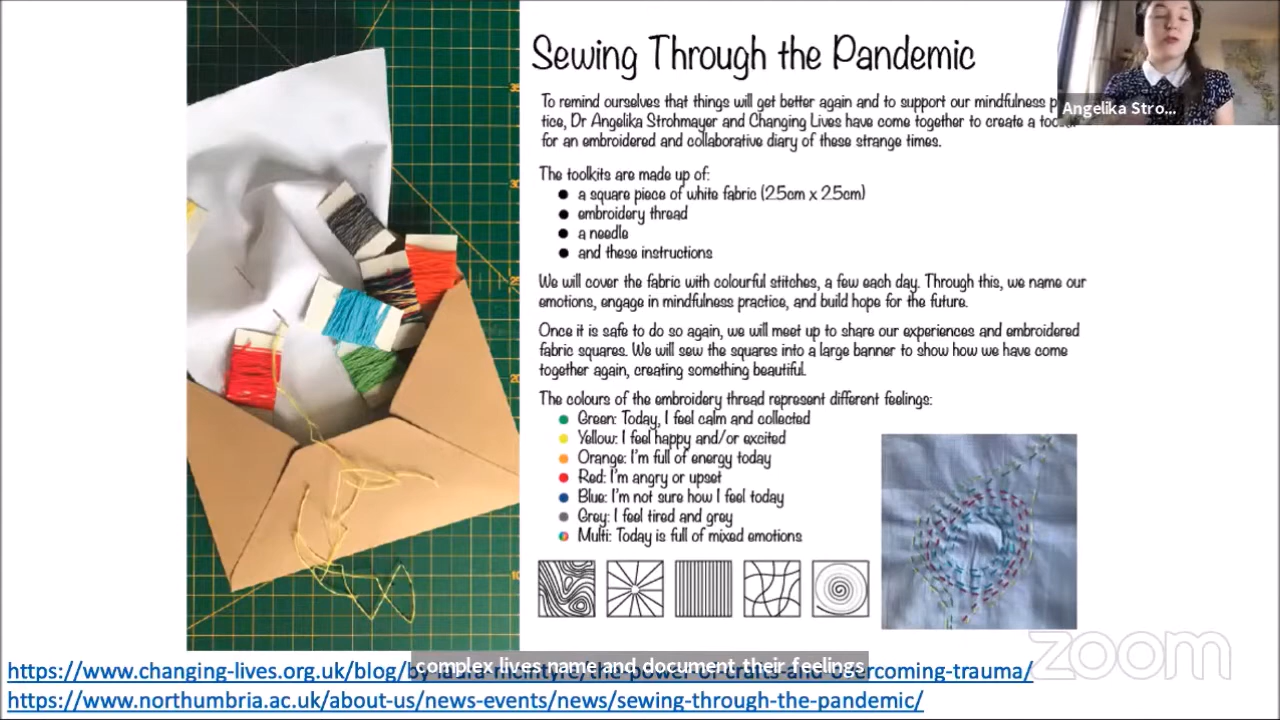 Sewing Through the Pandemic
To remind ourselves that things will get better again and to support our mindfulness
tice, Dr Angelika Strohmayer and Changing Lives have come together to create a
for an embroidered and collaborative diary of these strange times.
The toolkits are made up of:
a square piece of white fabric (25cm x 25cm)
embroidery thread
a needle
and these instructions
We will cover the fabric with colourful stitches, a few each day. Through this, we name our
emotions, engage in mindfulness practice, and build hope for the future.
Once it is safe to do so again, we will meet up to share our experiences and embroidered
fabric squares. We will sew the squares into a large banner to show how we have come
together again, creating something beautiful.
The colours of the embroidery thread represent different feelings:
Green: Today, I feel calm and collected
Yellow: I feel happy and/or excited
Orange: I'm full of energy today
Red: I'm angry or upset
Blue: I'm not sure how I feel today
Grey: I feel tired and grey
Multi: Today is full of mixed emotions
Angelika Stro...
zoom
complex lives name and document their feelings
https://www.changing-lives.org.uk/blog/by-laura-mcintyre/the-power-of-crafts-and-overcoming-trauma/
https://www.northumbria.ac.uk/about-us/news-events/news/sewing-through-the-pandemic/